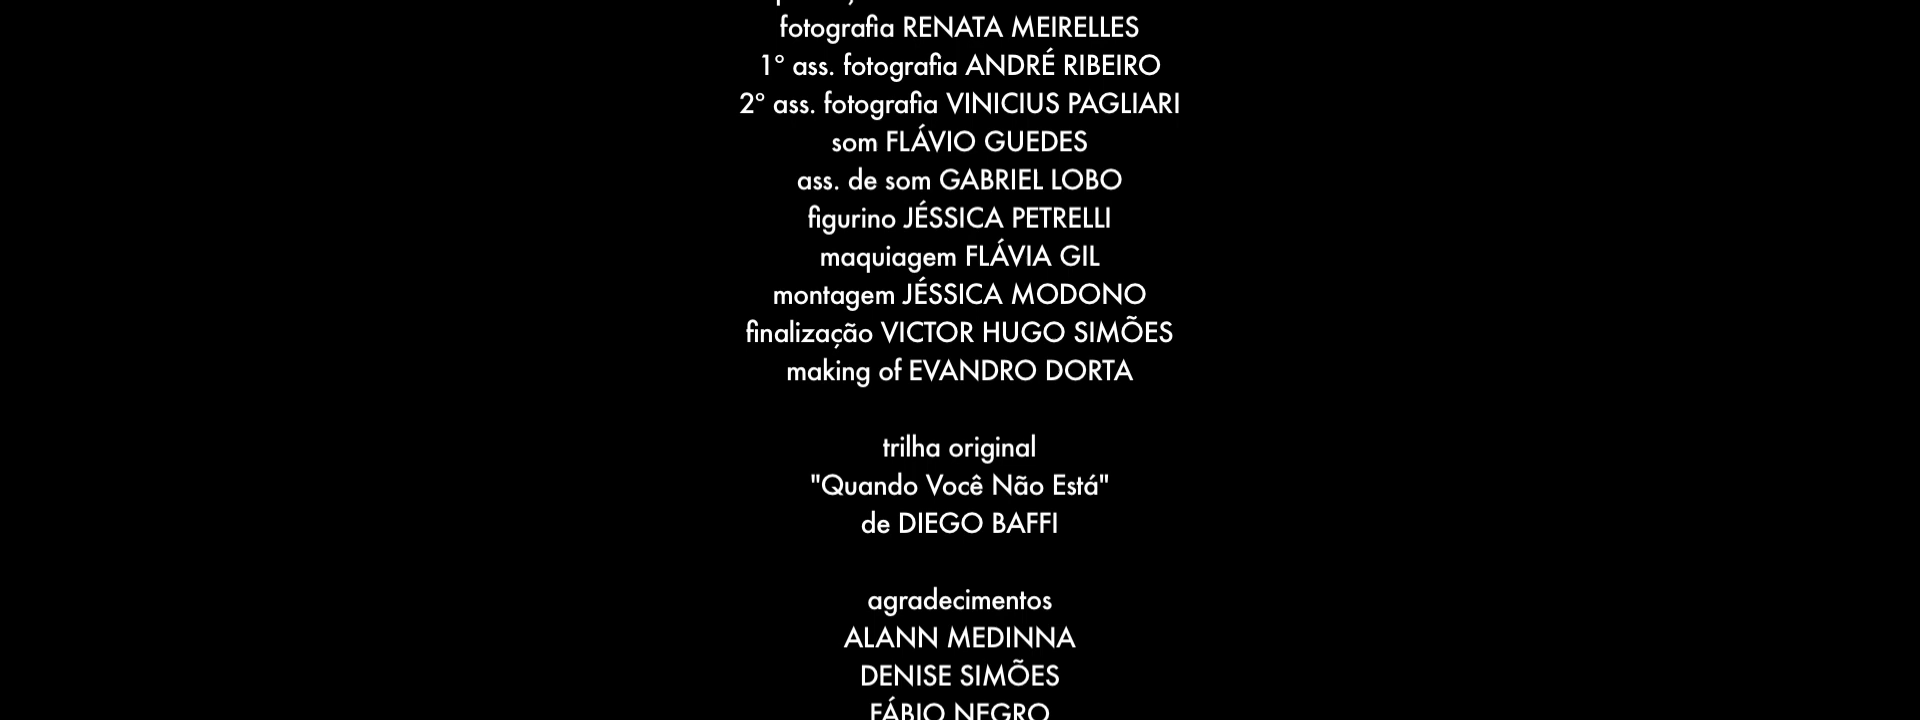 fotografia RENATA MEIRELLES
1º ass. fotografia ANDRÉ RIBEIRO
2º ass. fotografia VINICIUS PAGLIARI
som FLÁVIO GUEDES
ass. de som GABRIEL LOBO
figurino JÉSSICA PETRELLI
maquiagem FLÁVIA GIL
montagem JÉSSICA MODONO
finalização VICTOR HUGO SIMÕES
making of EVANDRO DORTA
trilha original
"Quando Você Não Está"
de DIEGO BAFFI
agradecimentos
ALANN MEDINNA
DENISE SIMÕES
FÁBIO NEGRO